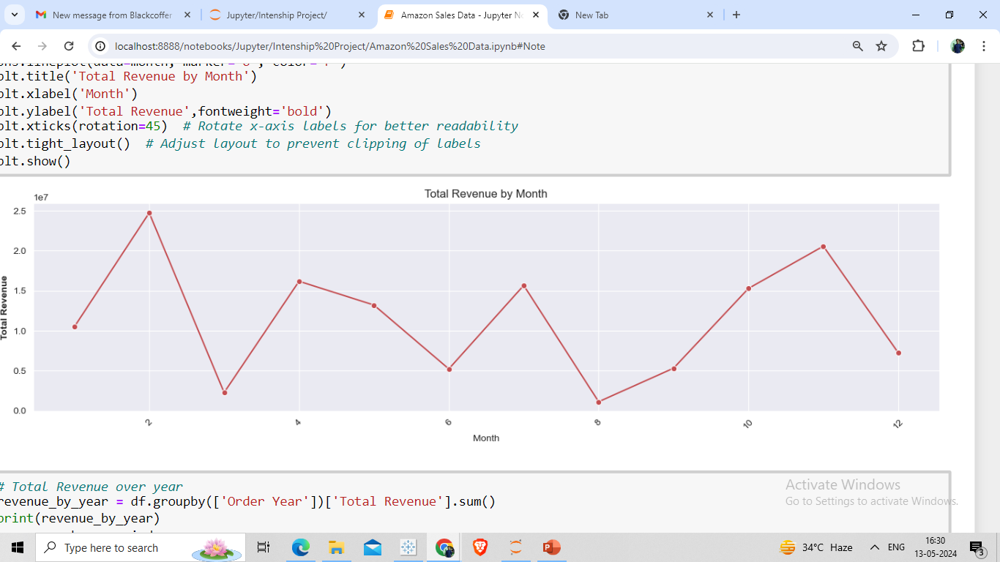 New message from Blackcoffer
Jupyter/Intenship Project/
Amazon Sales Data - Jupyter No
New Tab
localhost:8888/notebooks/Jupyter/Intenship%20Project/Amazon%20Sales%20Data.ipynb#Note
plt.title('Total Revenue by Month')
plt.xlabel('Month')
plt.ylabel('Total Revenue',fontweight='bold')
plt.xticks(rotation=45)  # Rotate x-axis labels for better readability
plt.tight_layout()  # Adjust layout to prevent clipping of labels
plt.show()
Total Revenue by Month
1e7
2.5
2.0
1.5
1.0
0.5
0.0
Total Revenue
2 4 6 8 10 12
Month
# Total Revenue over year
revenue_by_year = df.groupby(['Order Year'])['Total Revenue'].sum()
print(revenue_by_year)
Activate Windows
Go to Settings to activate Windows.
Type here to search
34°C Haze
ENG
16:30
13-05-2024
3